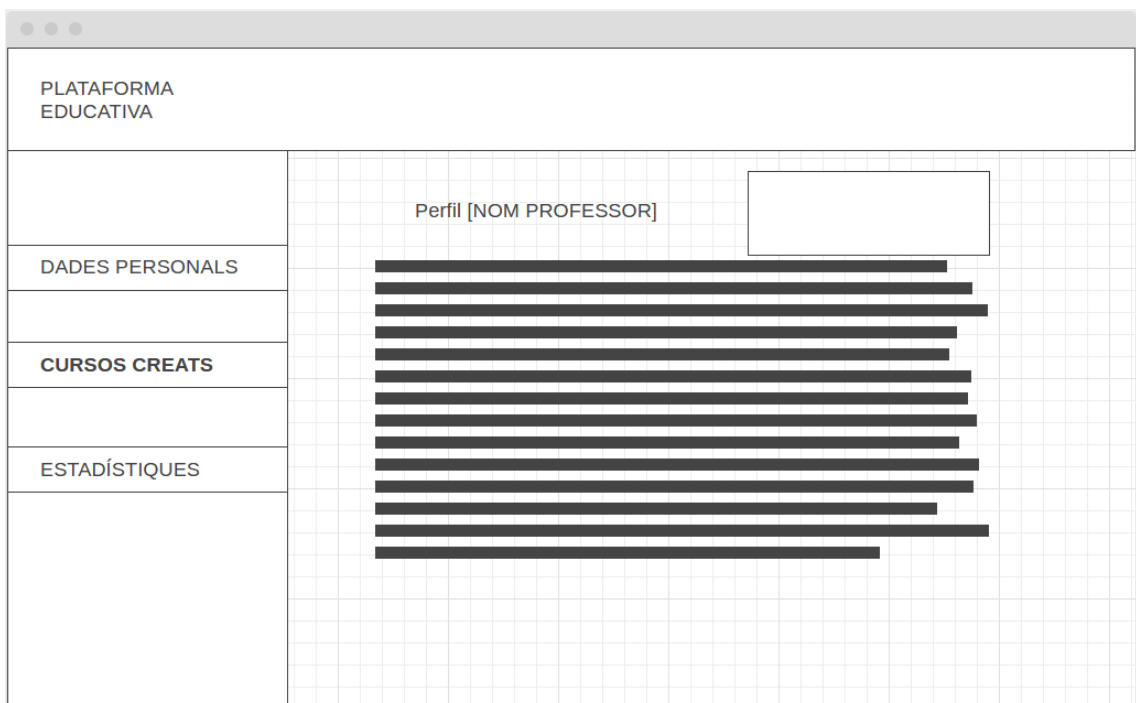 PLATAFORMA
EDUCATIVA
Perfil [NOM PROFESSOR]
DADES PERSONALS
CURSOS CREATS
ESTADÍSTIQUES